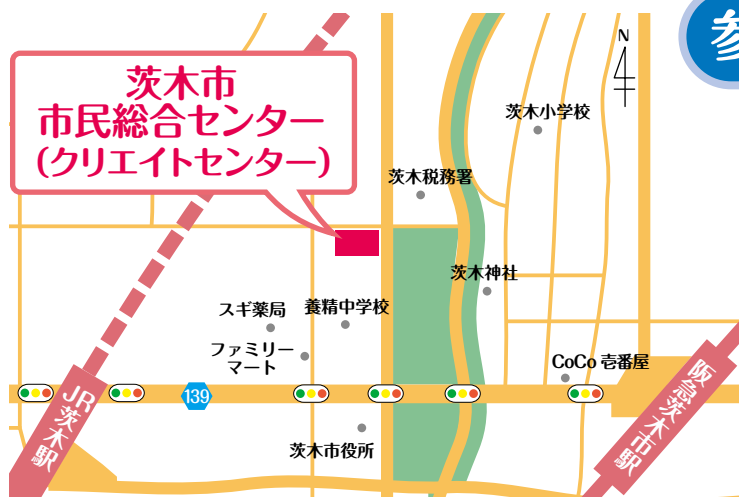 茨木市
市民総合センター
(クリエイトセンター)
参
N
茨木小学校
茨木税務署
茨木神社
スギ薬局
養精中学校
ファミリー
マート
CoCo 壱番屋
139
JR茨木駅
阪急茨木市駅
茨木市役所